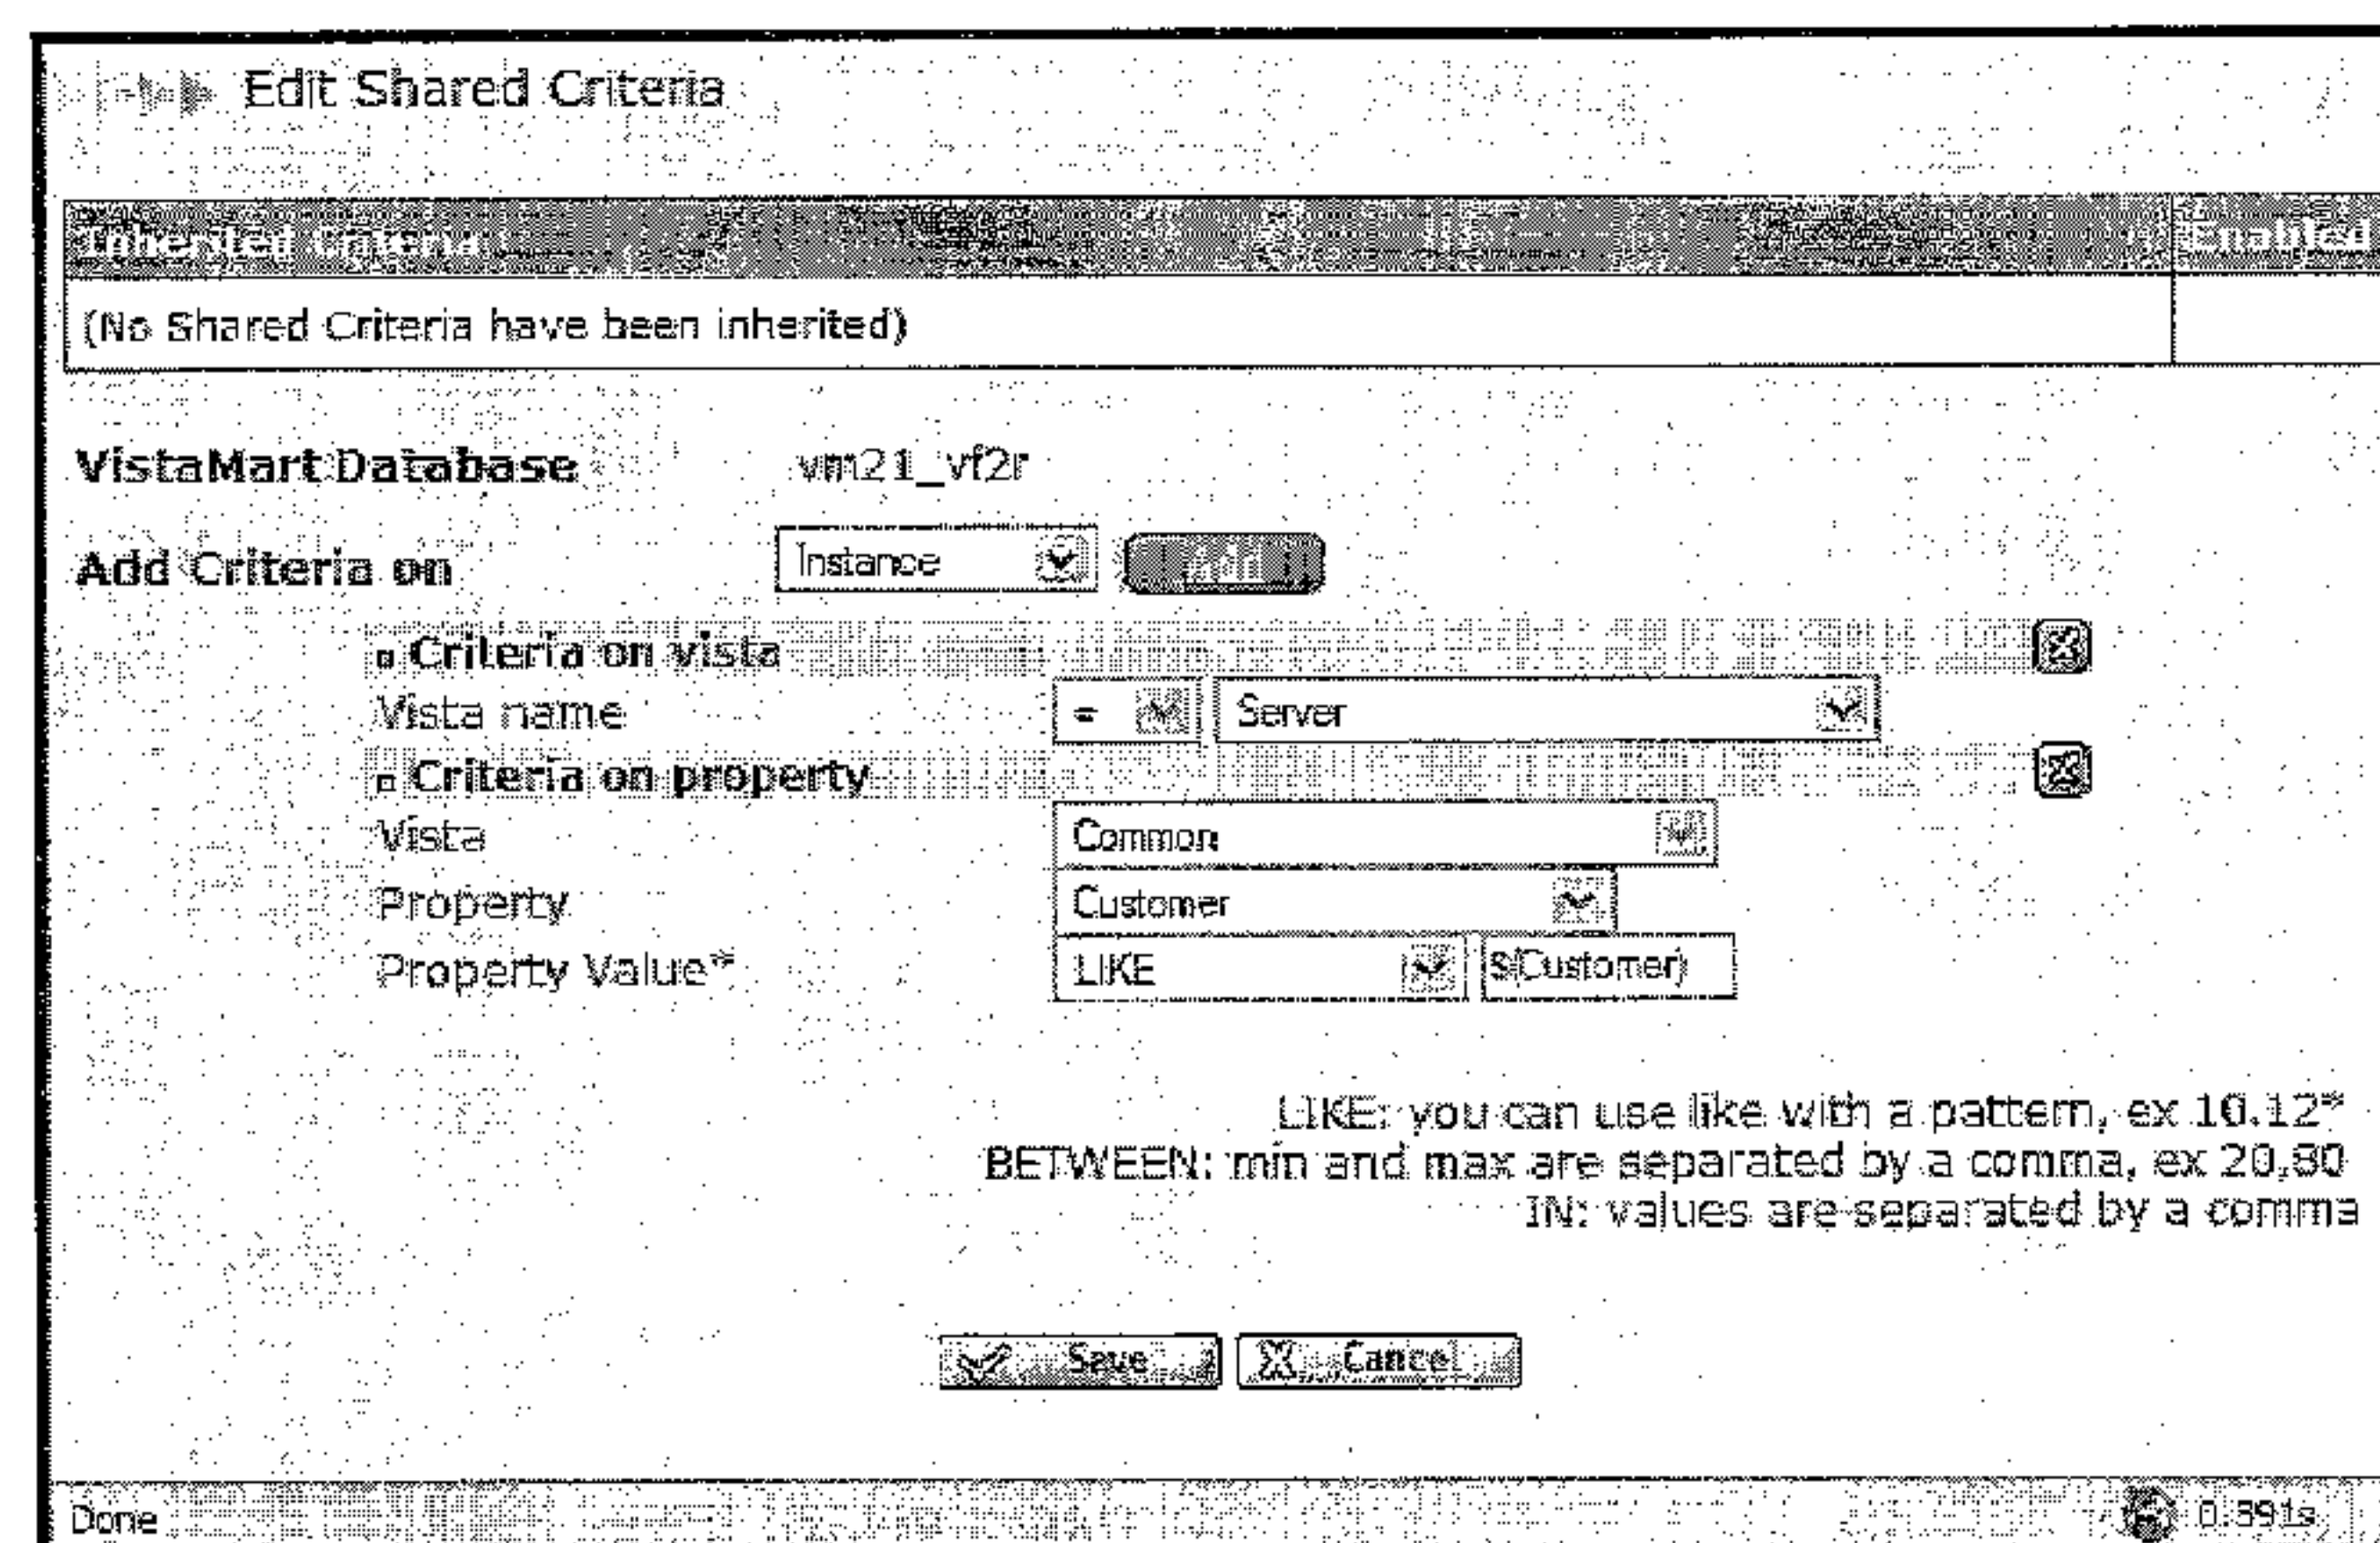 Edit Shared Criteria
Inherited Criteria Enabled
(No Shared Criteria have been inherited)
VistaMart Database vm21_vf2r
Add Criteria on Instance Add
Criteria on vista
Vista name = Server
Criteria on property
Vista Common
Property Customer
Property Value* LIKE $(Customer)
LIKE: you can use like with a pattern, ex 10.12*
BETWEEN: min and max are separated by a comma, ex 20,80
IN: values are separated by a comma
Save Cancel
Done 0.891s